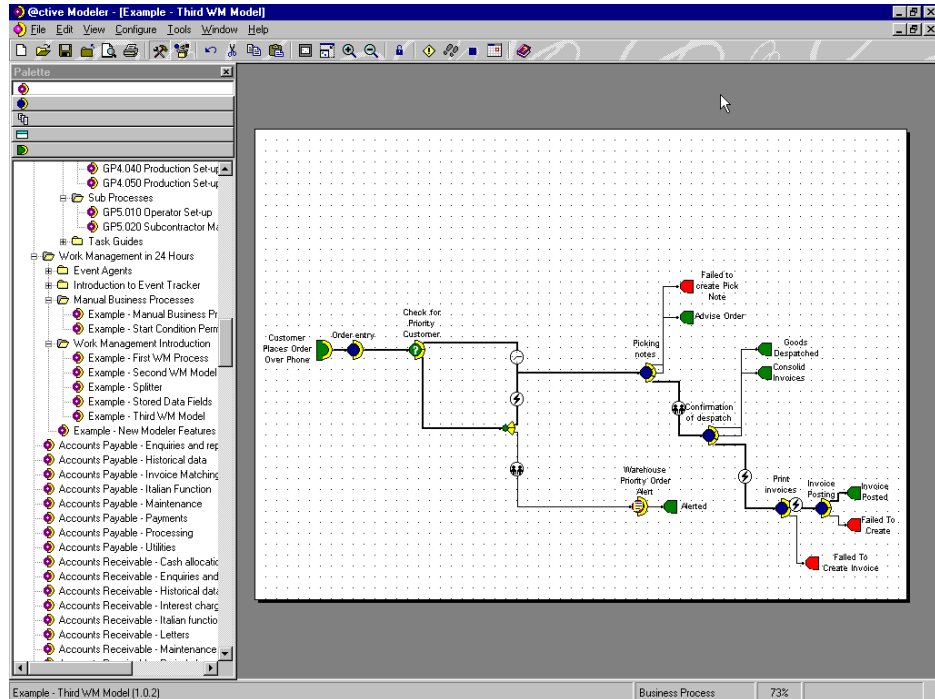 @ctive Modeler - [Example - Third WM Model]
File Edit View Configure Tools Window Help
Palette
GP4.040 Production Set-up
GP4.050 Production Set-up
Sub Processes
GP5.010 Operator Set-up
GP5.020 Subcontractor Ma
Task Guides
Work Management in 24 Hours
Event Agents
Introduction to Event Tracker
Manual Business Processes
Example - Manual Business Pr
Example - Start Condition Perm
Work Management Introduction
Example - First WM Process
Example - Second WM Model
Example - Splitter
Example - Stored Data Fields
Example - Third WM Model
Example - New Modeler Features
Accounts Payable - Enquiries and rep
Accounts Payable - Historical data
Accounts Payable - Invoice Matching
Accounts Payable - Italian Function
Accounts Payable - Maintenance
Accounts Payable - Payments
Accounts Payable - Processing
Accounts Payable - Utilities
Accounts Receivable - Cash allocatio
Accounts Receivable - Enquiries and
Accounts Receivable - Historical data
Accounts Receivable - Interest charg
Accounts Receivable - Italian functio
Accounts Receivable - Letters
Accounts Receivable - Maintenance
Customer
Places Order
Over Phone
Order entry
Check for
Priority
Customer
?
Failed to
create Pick
Note
Advise Order
Picking
notes
Goods
Despatched
Consolid
Invoices
Confirmation
of despatch
Warehouse
Priority Order
Alert
Alerted
Print
invoices
Invoice
Posting
Invoice
Posted
Failed To
Create
Failed To
Create Invoice
Example - Third WM Model (1.0.2)
Business Process
73%